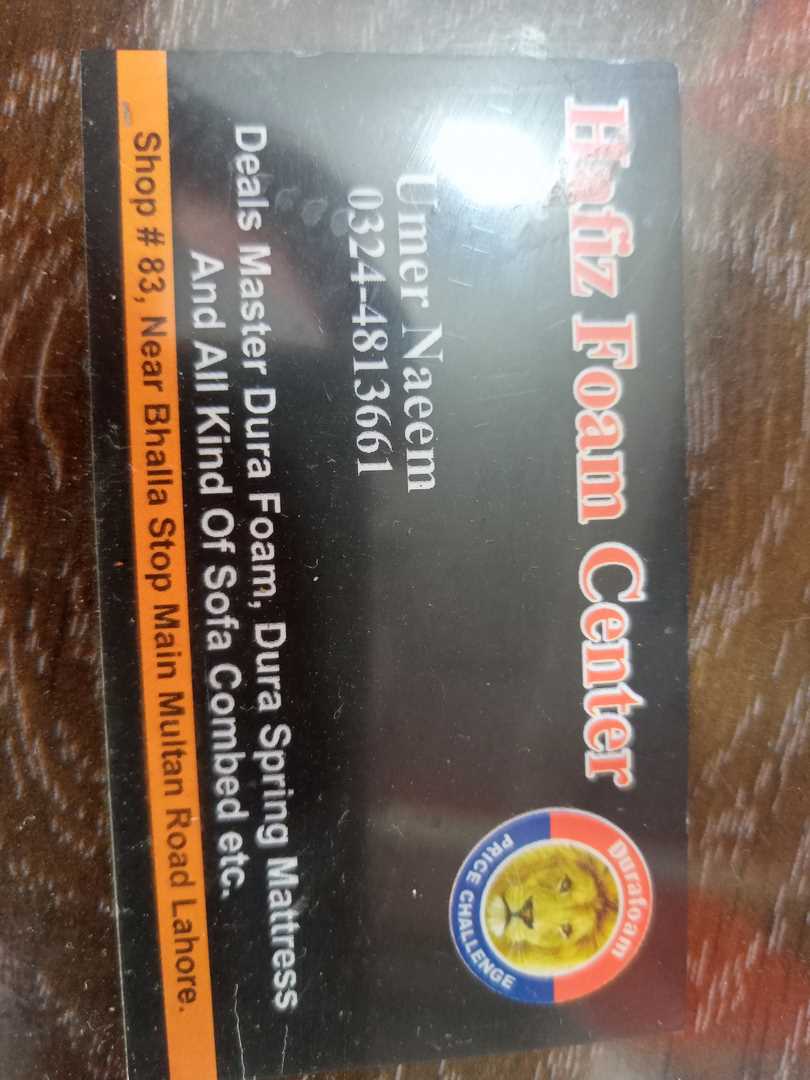 Hafiz Foam Center
Durafoam
PRICE CHALLENGE
Umer Naeem
0324-4813661
Deals Master Dura Foam, Dura Spring Mattress
And All Kind Of Sofa Combed etc.
Shop # 83, Near Bhalla Stop Main Multan Road Lahore.